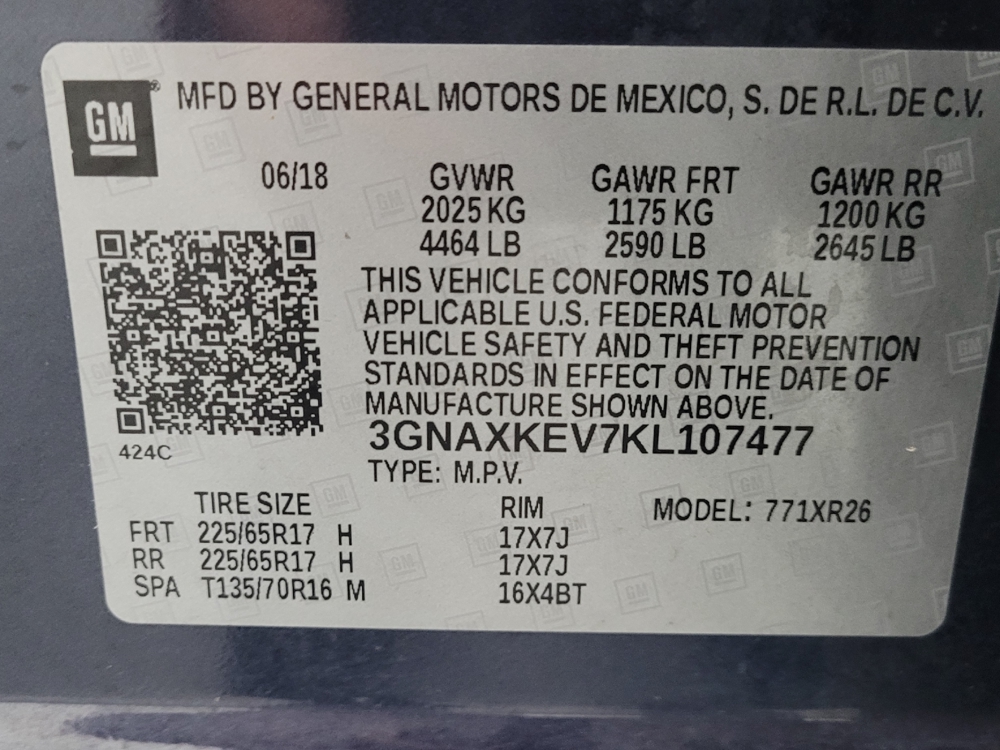 GM
MFD BY GENERAL MOTORS DE MEXICO, S. DE R.L. DE C.V.
06/18 GVWR GAWR FRT GAWR RR
2025 KG 1175 KG 1200 KG
4464 LB 2590 LB 2645 LB
THIS VEHICLE CONFORMS TO ALL
APPLICABLE U.S. FEDERAL MOTOR
VEHICLE SAFETY AND THEFT PREVENTION
STANDARDS IN EFFECT ON THE DATE OF
MANUFACTURE SHOWN ABOVE.
3GNAXKEV7KL107477
424C
TYPE: M.P.V.
TIRE SIZE RIM MODEL: 771XR26
FRT 225/65R17 H 17X7J
RR 225/65R17 H 17X7J
SPA T135/70R16 M 16X4BT